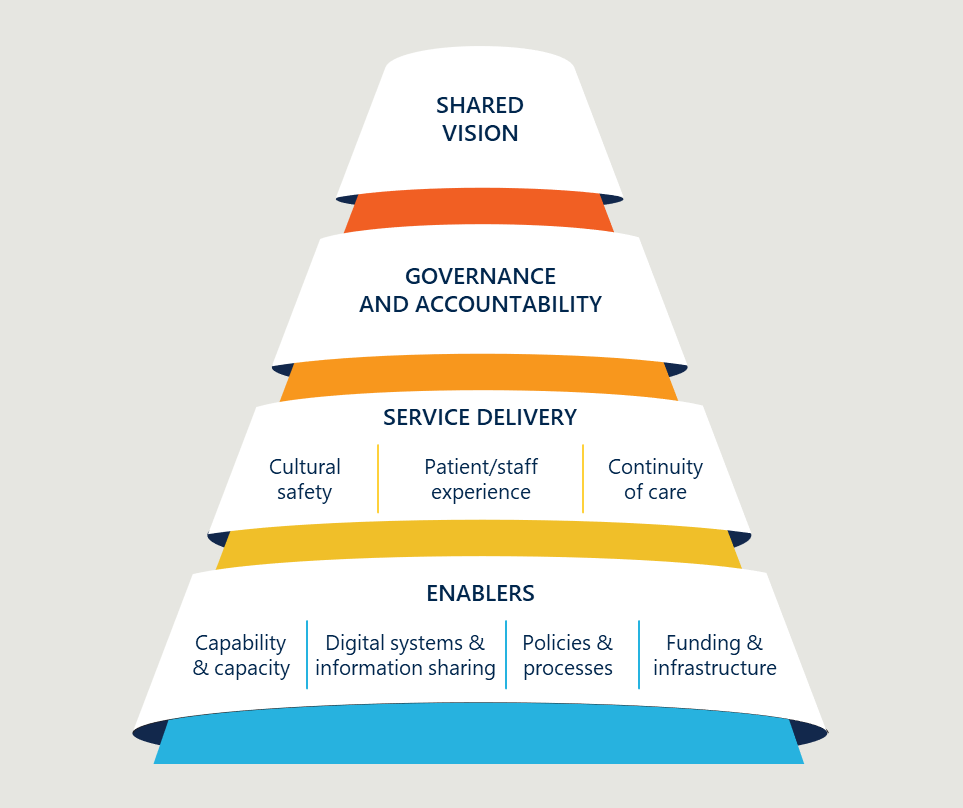 SHARED
VISION
GOVERNANCE
AND ACCOUNTABILITY
SERVICE DELIVERY
Cultural
safety
Patient/staff
experience
Continuity
of care
ENABLERS
Capability
& capacity
Digital systems &
information sharing
Policies &
processes
Funding &
infrastructure